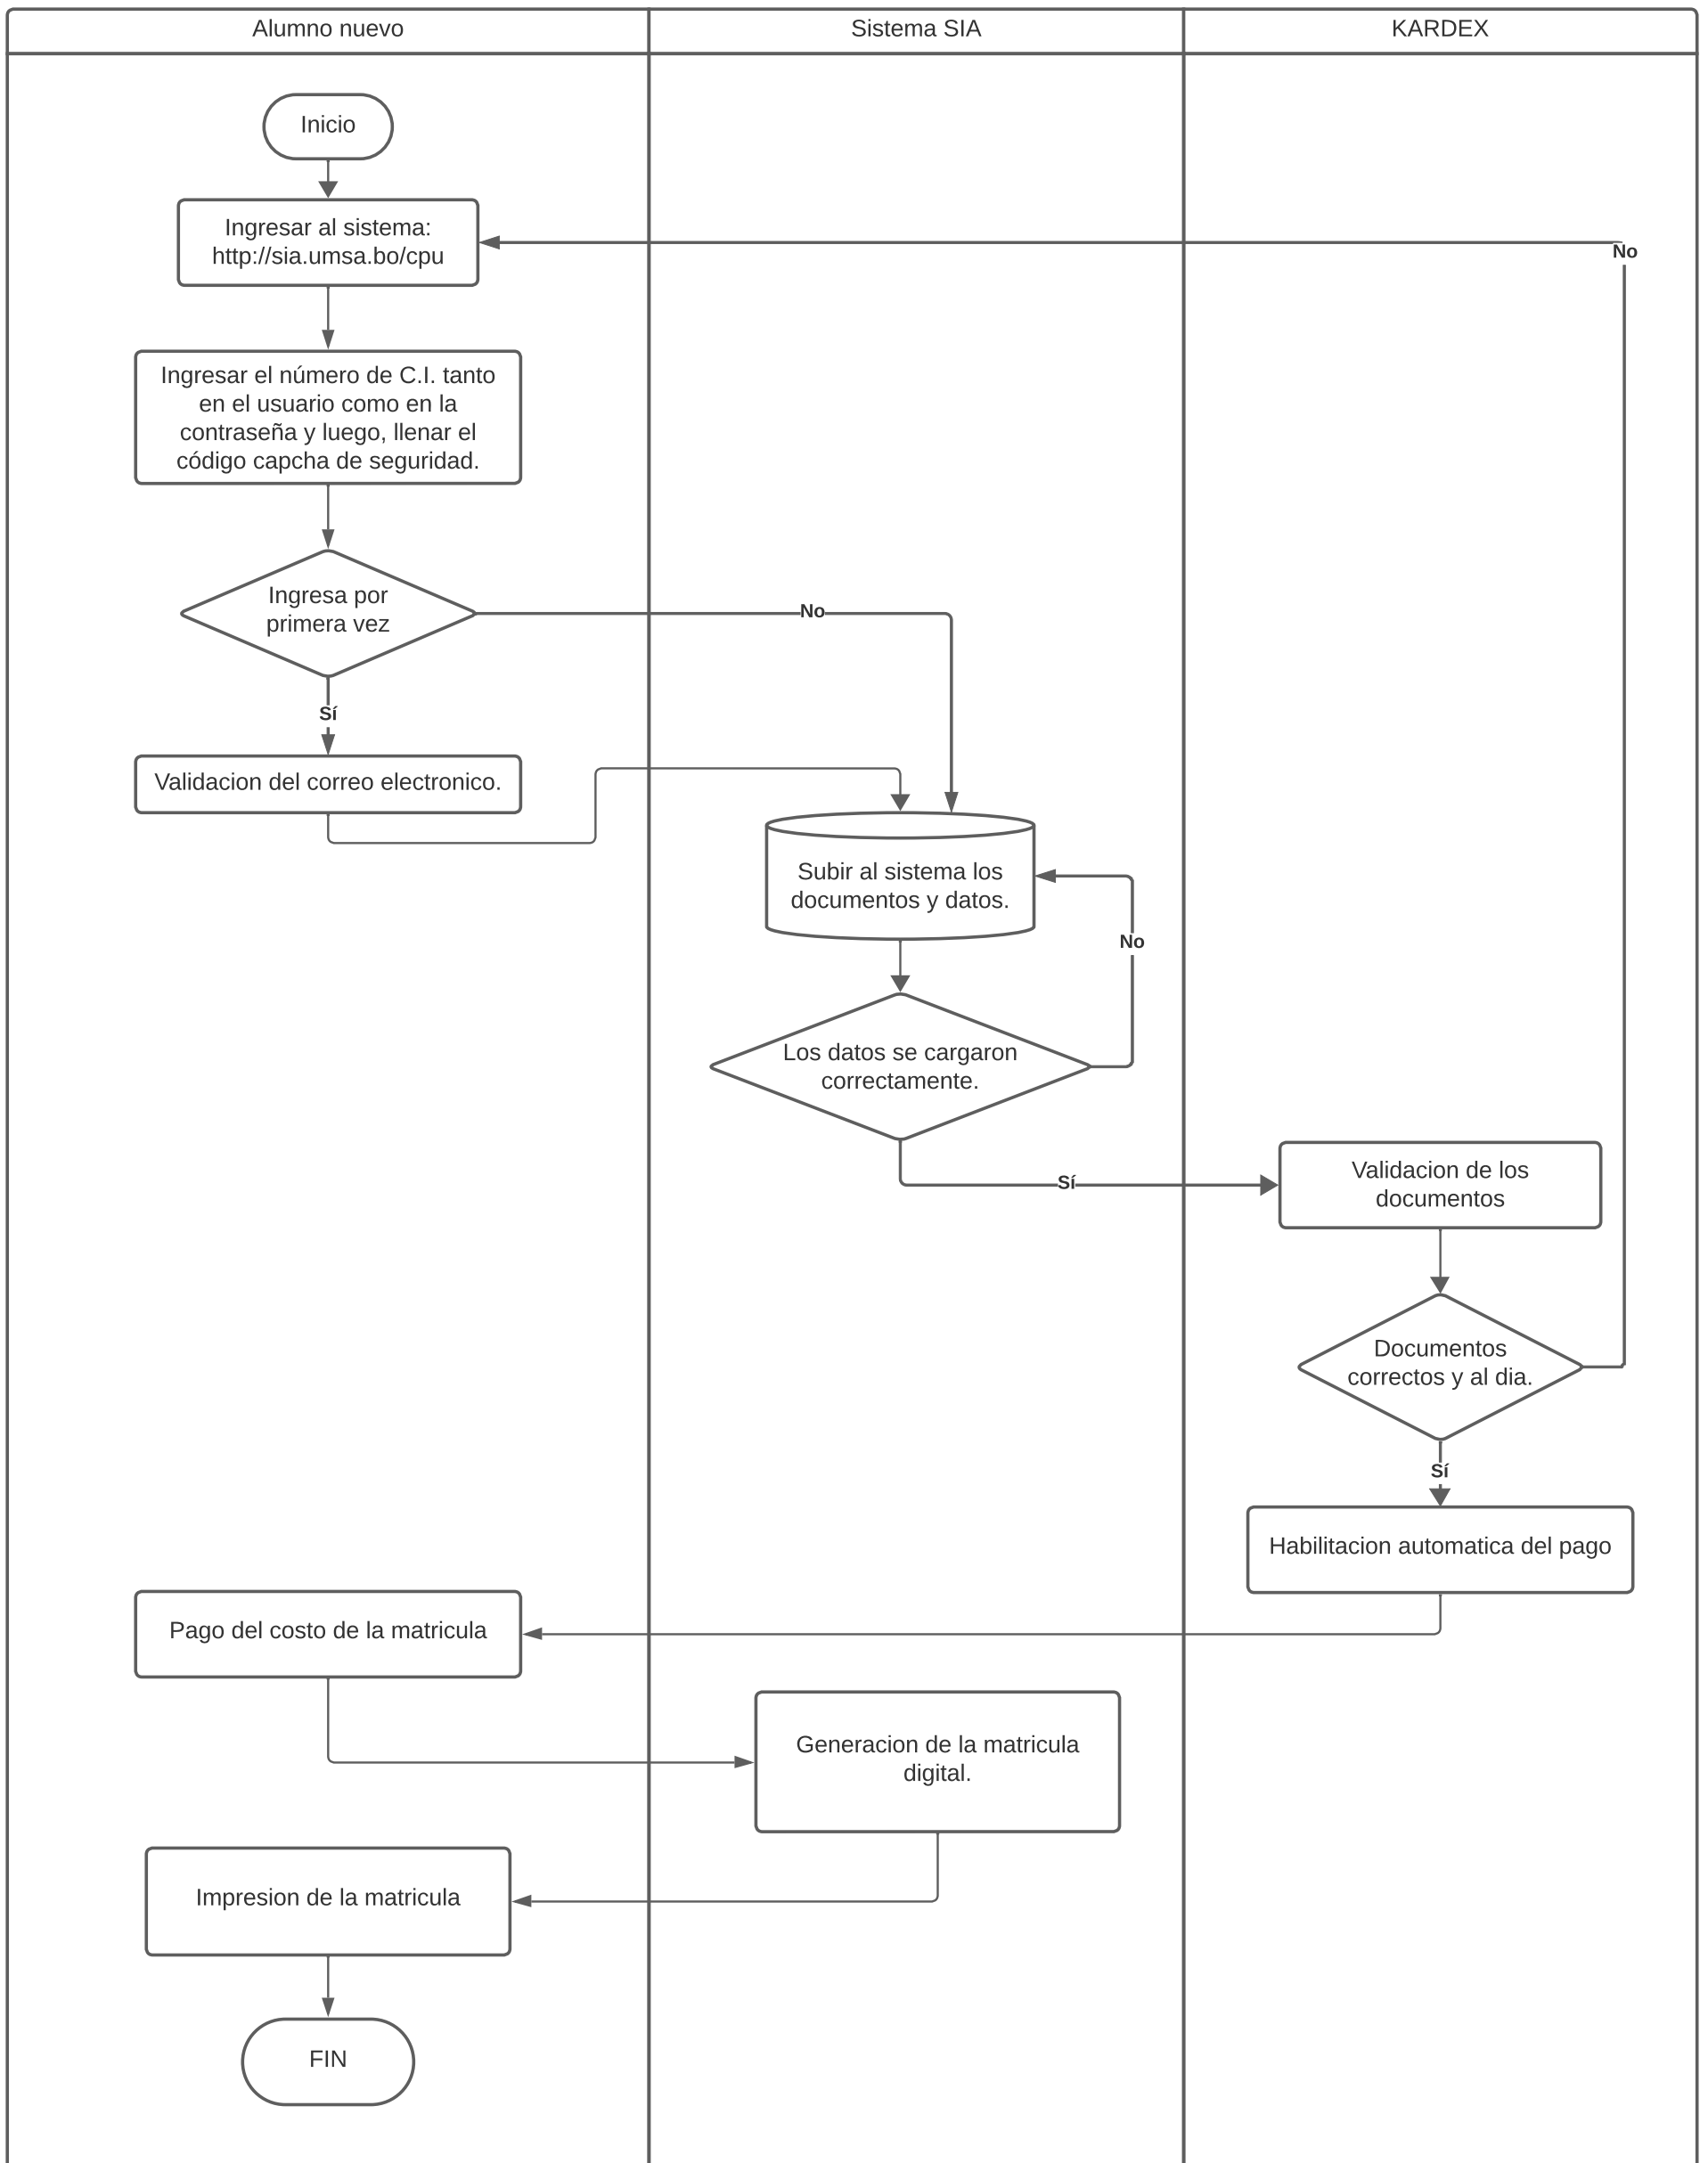 Alumno nuevo
Sistema SIA
KARDEX
Inicio
Ingresar al sistema:
http://sia.umsa.bo/cpu
No
Ingresar el número de C.I. tanto
en el usuario como en la
contraseña y luego, llenar el
código capcha de seguridad.
Ingresa por
primera vez
No
Sí
Validacion del correo electronico.
Subir al sistema los
documentos y datos.
No
Los datos se cargaron
correctamente.
Sí
Validacion de los
documentos
Documentos
correctos y al dia.
Sí
Habilitacion automatica del pago
Pago del costo de la matricula
Generacion de la matricula
digital.
Impresion de la matricula
FIN